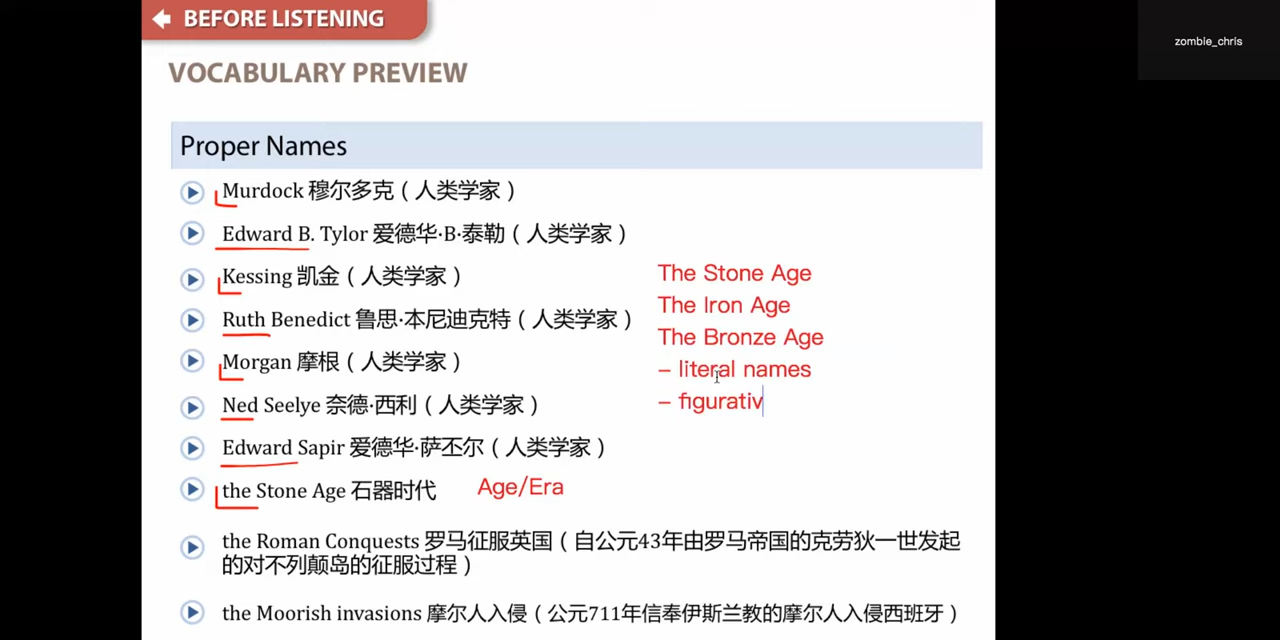 BEFORE LISTENING
zombie_chris
VOCABULARY PREVIEW
Proper Names
Murdock 穆尔多克（人类学家）
Edward B. Tylor 爱德华·B·泰勒（人类学家）
Kessing 凯金（人类学家）
Ruth Benedict 鲁思·本尼迪克特（人类学家）
Morgan 摩根（人类学家）
Ned Seelye 奈德·西利（人类学家）
Edward Sapir 爱德华·萨丕尔（人类学家）
the Stone Age 石器时代
the Roman Conquests 罗马征服英国（自公元43年由罗马帝国的克劳狄一世发起
的对不列颠岛的征服过程）
the Moorish invasions 摩尔人入侵（公元711年信奉伊斯兰教的摩尔人入侵西班牙）
The Stone Age
The Iron Age
The Bronze Age
– literal names
– figurativ
Age/Era